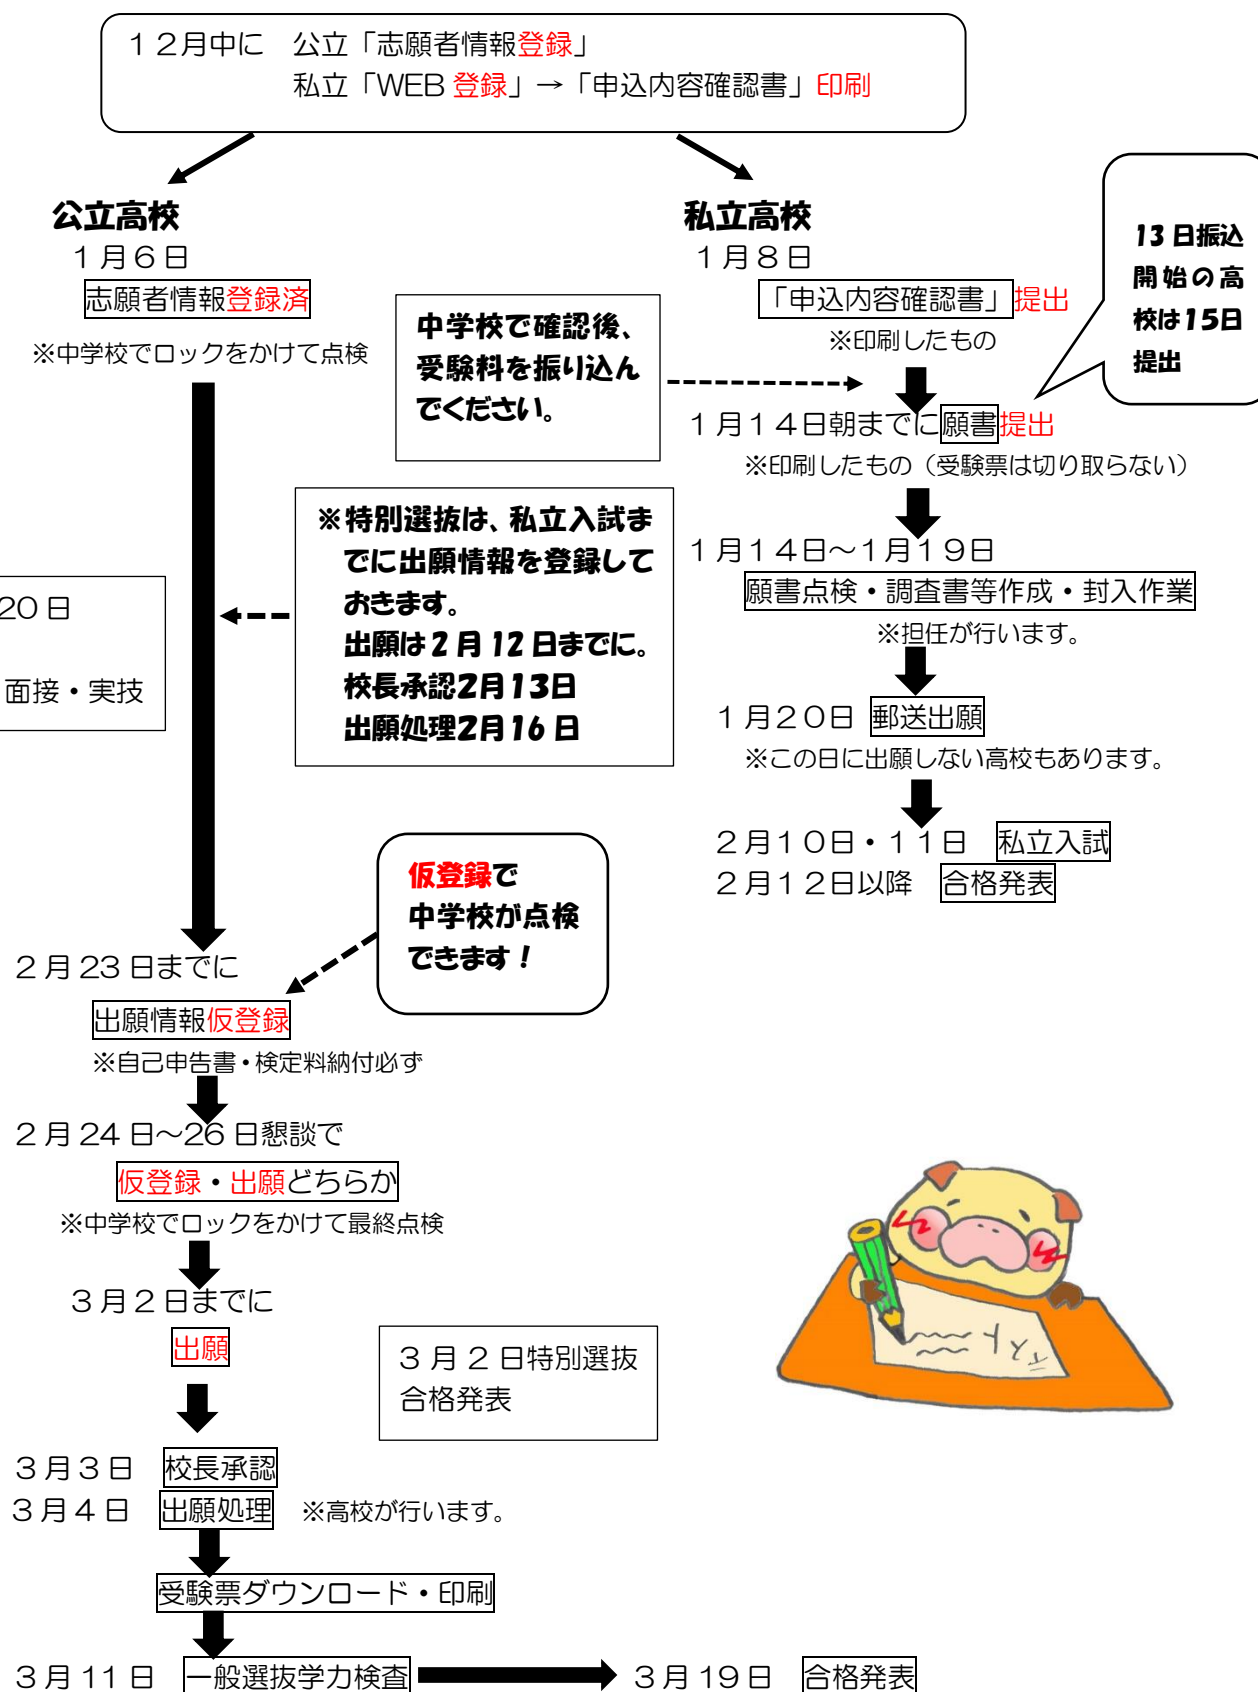 １２月中に　公立「志願者情報登録」
私立「WEB 登録」→「申込内容確認書」印刷
公立高校
１月６日
志願者情報登録済
※中学校でロックをかけて点検
私立高校
１月８日
「申込内容確認書」提出
※印刷したもの
13 日振込
開始の高
校は15日
提出
中学校で確認後、
受験料を振り込ん
でください。
１月１４日朝までに願書提出
※印刷したもの（受験票は切り取らない）
※特別選抜は、私立入試ま
でに出願情報を登録して
おきます。
出願は２月 12 日までに。
校長承認2月13日
出願処理2月16 日
20 日
面接・実技
１月１４日～１月１９日
願書点検・調査書等作成・封入作業
※担任が行います。
１月２０日　郵送出願
※この日に出願しない高校もあります。
２月１０日・１１日　私立入試
２月１２日以降　合格発表
仮登録で
中学校が点検
できます！
２月 23 日までに
出願情報仮登録
※自己申告書・検定料納付必ず
２月 24 日～26 日懇談で
仮登録・出願どちらか
※中学校でロックをかけて最終点検
３月２日までに
出願
３月２日特別選抜
合格発表
３月３日　校長承認
３月４日　出願処理　※高校が行います。
受験票ダウンロード・印刷
３月 11 日　一般選抜学力検査
３月 19 日　合格発表